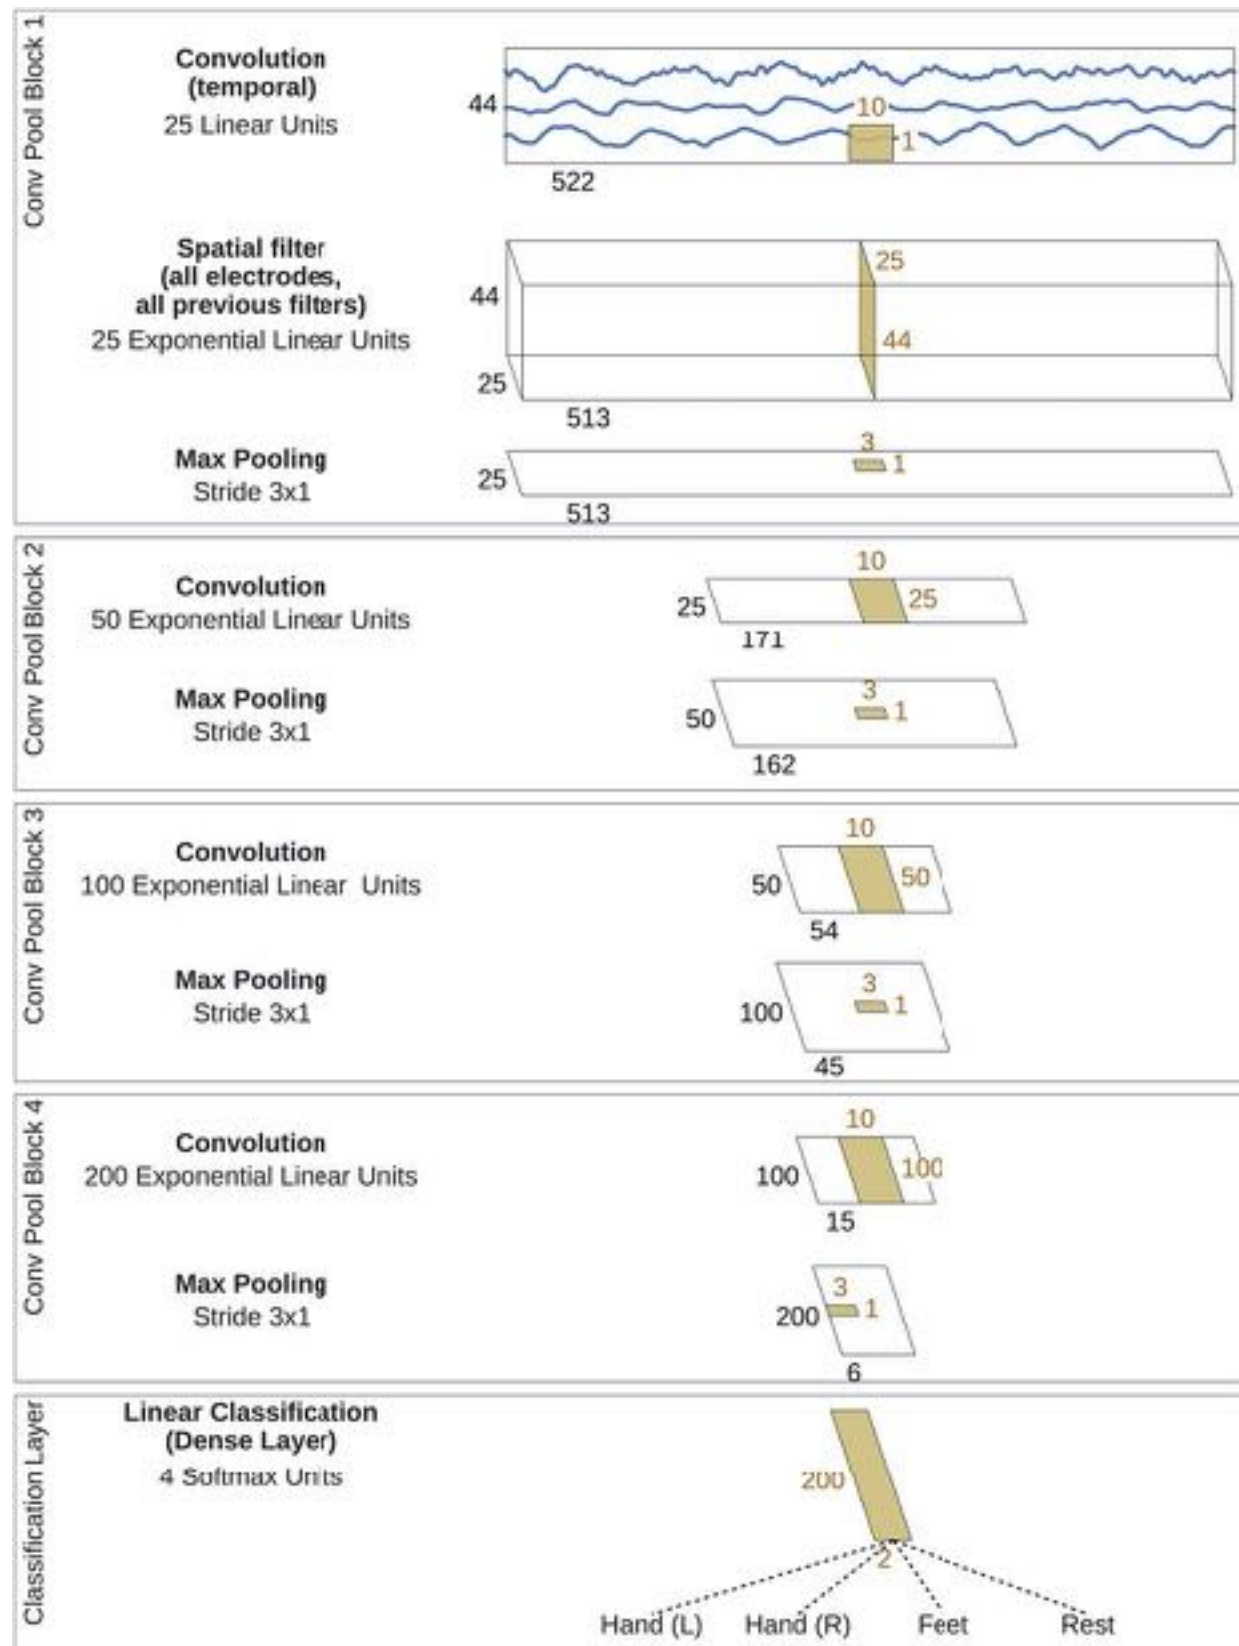 Conv Pool Block 1
Convolution
(temporal)
25 Linear Units
44
10
1
522
Spatial filter
(all electrodes,
all previous filters)
25 Exponential Linear Units
44
25
44
25
513
Max Pooling
Stride 3x1
25
3
1
513
Conv Pool Block 2
Convolution
50 Exponential Linear Units
25
10
25
171
Max Pooling
Stride 3x1
50
3
1
162
Conv Pool Block 3
Convolution
100 Exponential Linear Units
50
10
50
54
Max Pooling
Stride 3x1
100
3
1
45
Conv Pool Block 4
Convolution
200 Exponential Linear Units
100
10
100
15
Max Pooling
Stride 3x1
200
3
1
6
Classification Layer
Linear Classification
(Dense Layer)
4 Softmax Units
200
2
Hand (L) Hand (R) Feet Rest